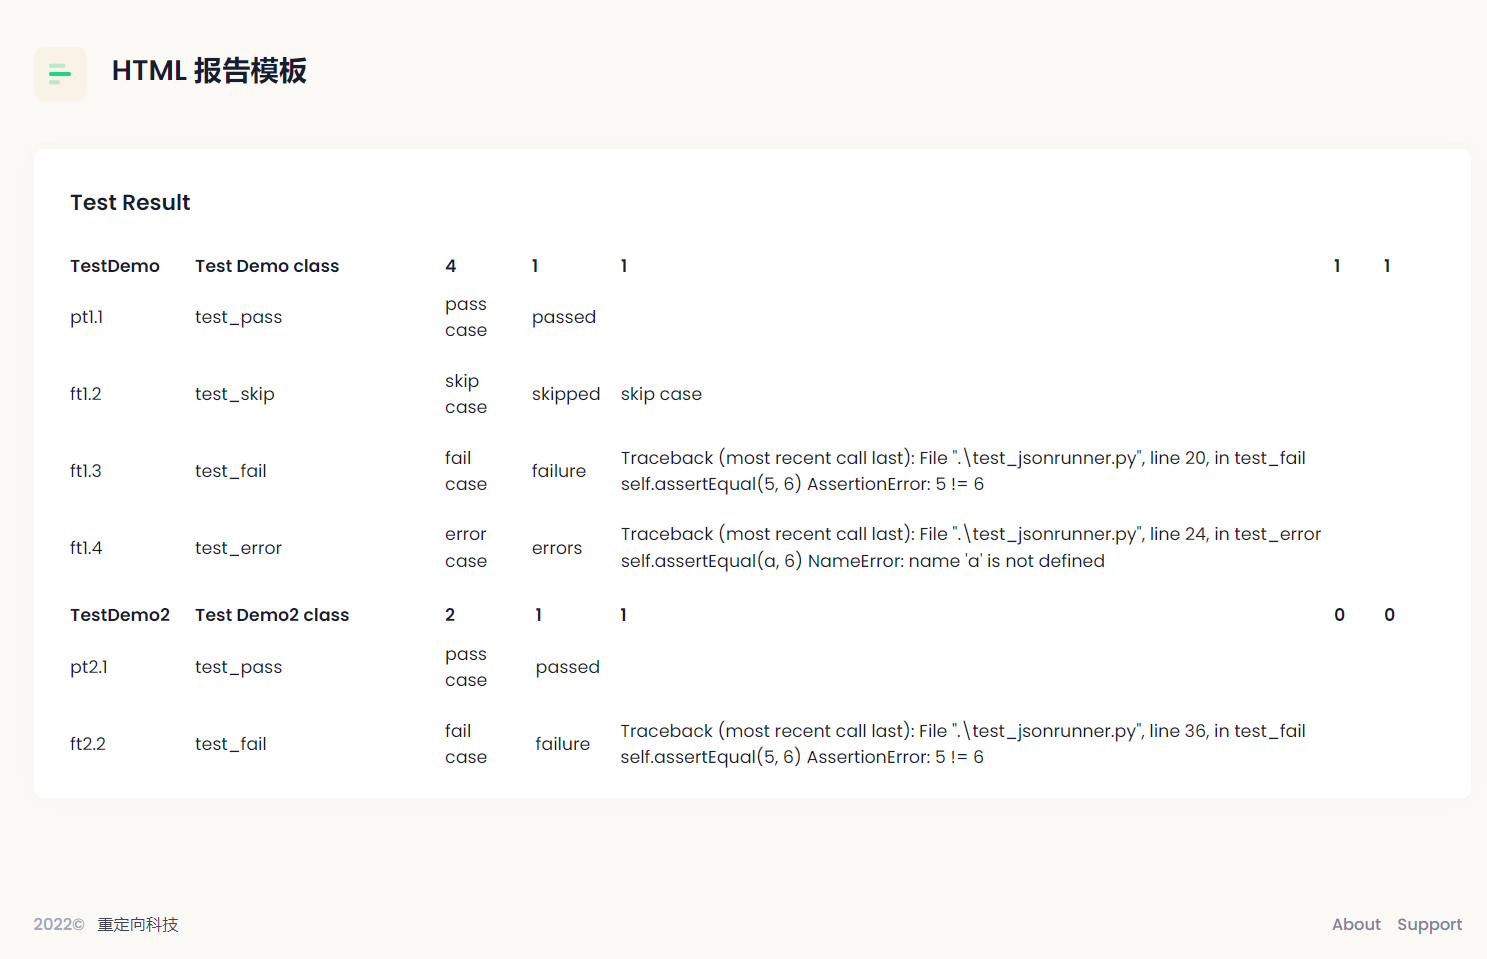 HTML 报告模板
Test Result
TestDemo Test Demo class 4 1 1 1 1
pt1.1 test_pass pass case passed
ft1.2 test_skip skip case skipped skip case
ft1.3 test_fail fail case failure Traceback (most recent call last): File ".\test_jsonrunner.py", line 20, in test_fail
self.assertEqual(5, 6) AssertionError: 5 != 6
ft1.4 test_error error case errors Traceback (most recent call last): File ".\test_jsonrunner.py", line 24, in test_error
self.assertEqual(a, 6) NameError: name 'a' is not defined
TestDemo2 Test Demo2 class 2 1 1 0 0
pt2.1 test_pass pass case passed
ft2.2 test_fail fail case failure Traceback (most recent call last): File ".\test_jsonrunner.py", line 36, in test_fail
self.assertEqual(5, 6) AssertionError: 5 != 6
2022© 重定向科技 About Support